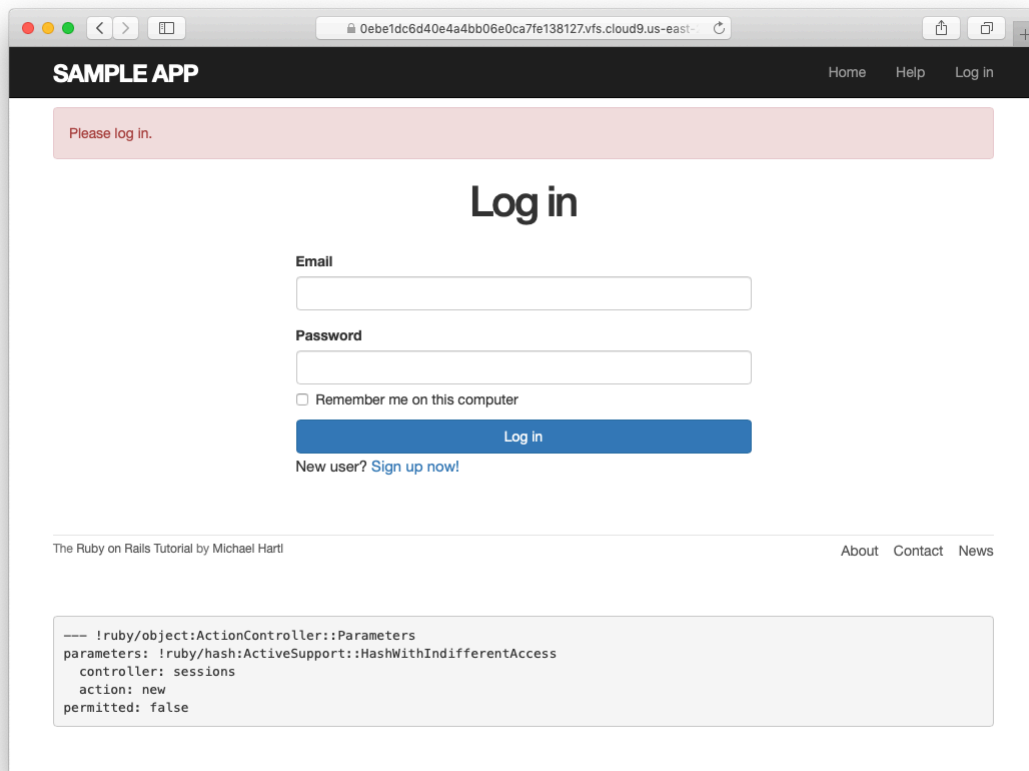 0ebe1dc6d40e4a4bb06e0ca7fe138127.vfs.cloud9.us-east-
SAMPLE APP Home Help Log in
Please log in.
Log in
Email
Password
Remember me on this computer
Log in
New user? Sign up now!
The Ruby on Rails Tutorial by Michael Hartl About Contact News
--- !ruby/object:ActionController::Parameters
parameters: !ruby/hash:ActiveSupport::HashWithIndifferentAccess
  controller: sessions
  action: new
permitted: false